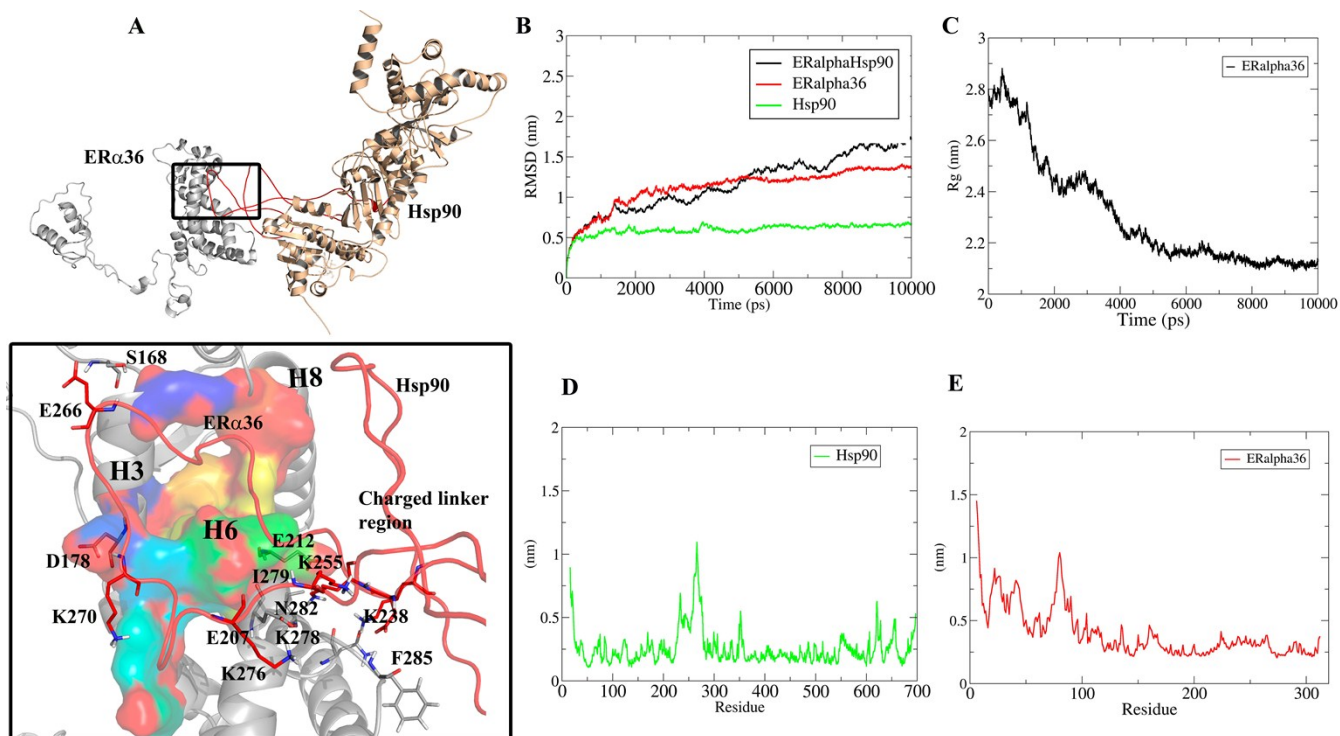 A
ERα36
Hsp90
B
3
2.5
2
1.5
1
0.5
0
RMSD (nm)
ERalphaHsp90
ERalpha36
Hsp90
0
2000
4000
6000
8000
10000
Time (ps)
C
3
2.8
2.6
2.4
2.2
2
Rg (nm)
ERalpha36
0
2000
4000
6000
8000
10000
Time (ps)
S168
H8
Hsp90
E266
ERα36
H3
Charged linker
region
H6
E212
D178
K255
I279
K270
N282
K238
E207
K278
K276
F285
D
2
1.5
1
0.5
0
(nm)
Hsp90
0
100
200
300
400
500
600
700
Residue
E
2
1.5
1
0.5
0
(nm)
ERalpha36
0
100
200
300
Residue